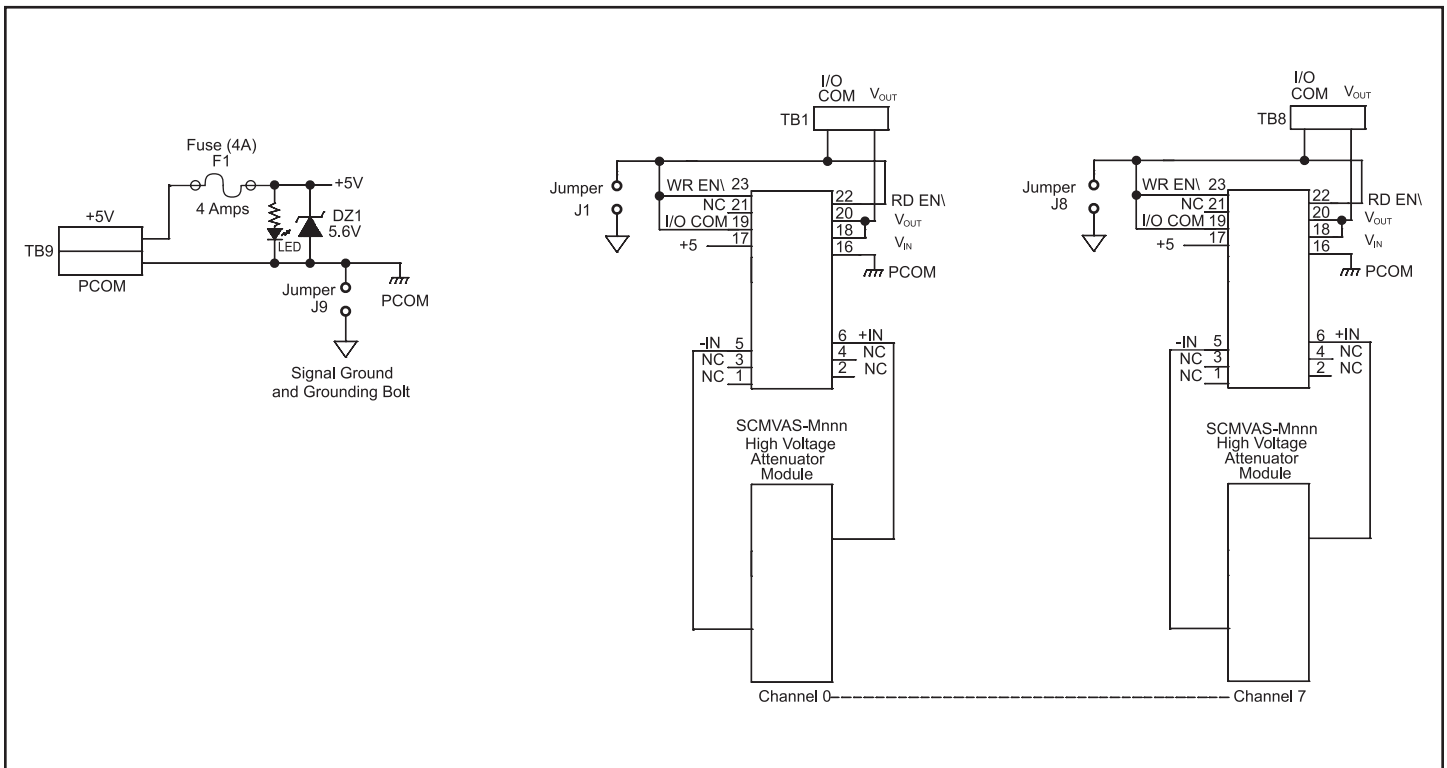 Fuse (4A)
F1
4 Amps
+5V
+5V
TB9
PCOM
LED
DZ1
5.6V
Jumper
J9
PCOM
Signal Ground
and Grounding Bolt
I/O
COM VOUT
TB1
Jumper
J1
WR EN\ 23
NC 21
I/O COM 19
+5 17
22 RD EN\
20 VOUT
18 VIN
16
PCOM
-IN 5
NC 3
NC 1
6 +IN
4 NC
2 NC
SCMVAS-Mnnn
High Voltage
Attenuator
Module
Channel 0
I/O
COM VOUT
TB8
Jumper
J8
WR EN\ 23
NC 21
I/O COM 19
+5 17
22 RD EN\
20 VOUT
18 VIN
16
PCOM
-IN 5
NC 3
NC 1
6 +IN
4 NC
2 NC
SCMVAS-Mnnn
High Voltage
Attenuator
Module
Channel 7